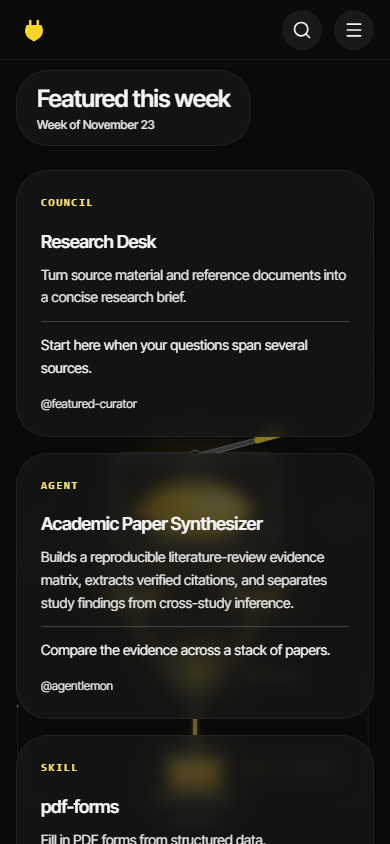 Featured this week
Week of November 23
COUNCIL
Research Desk
Turn source material and reference documents into
a concise research brief.
Start here when your questions span several
sources.
@featured-curator
AGENT
Academic Paper Synthesizer
Builds a reproducible literature-review evidence
matrix, extracts verified citations, and separates
study findings from cross-study inference.
Compare the evidence across a stack of papers.
@agentlemon
SKILL
pdf-forms
Fill in PDF forms from structured data.